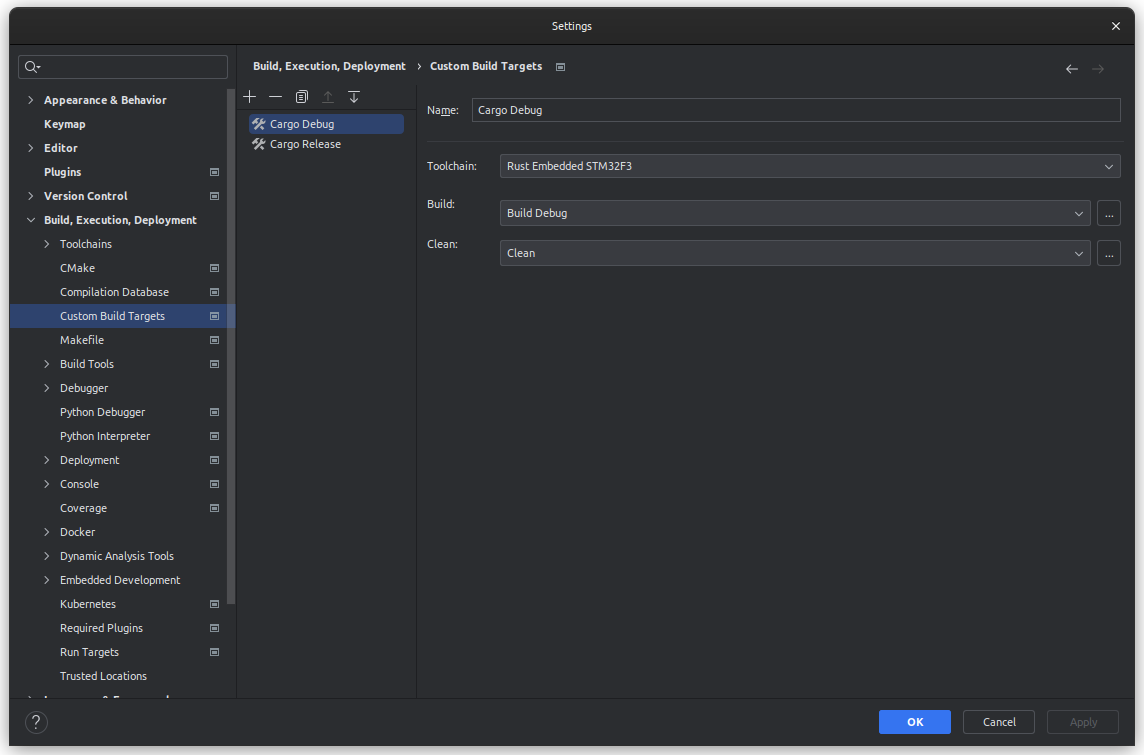 Settings
Build, Execution, Deployment › Custom Build Targets
Appearance & Behavior
Keymap
Editor
Plugins
Version Control
Build, Execution, Deployment
Toolchains
CMake
Compilation Database
Custom Build Targets
Makefile
Build Tools
Debugger
Python Debugger
Python Interpreter
Deployment
Console
Coverage
Docker
Dynamic Analysis Tools
Embedded Development
Kubernetes
Required Plugins
Run Targets
Trusted Locations
Cargo Debug
Cargo Release
Name: Cargo Debug
Toolchain: Rust Embedded STM32F3
Build: Build Debug ...
Clean: Clean ...
? OK Cancel Apply